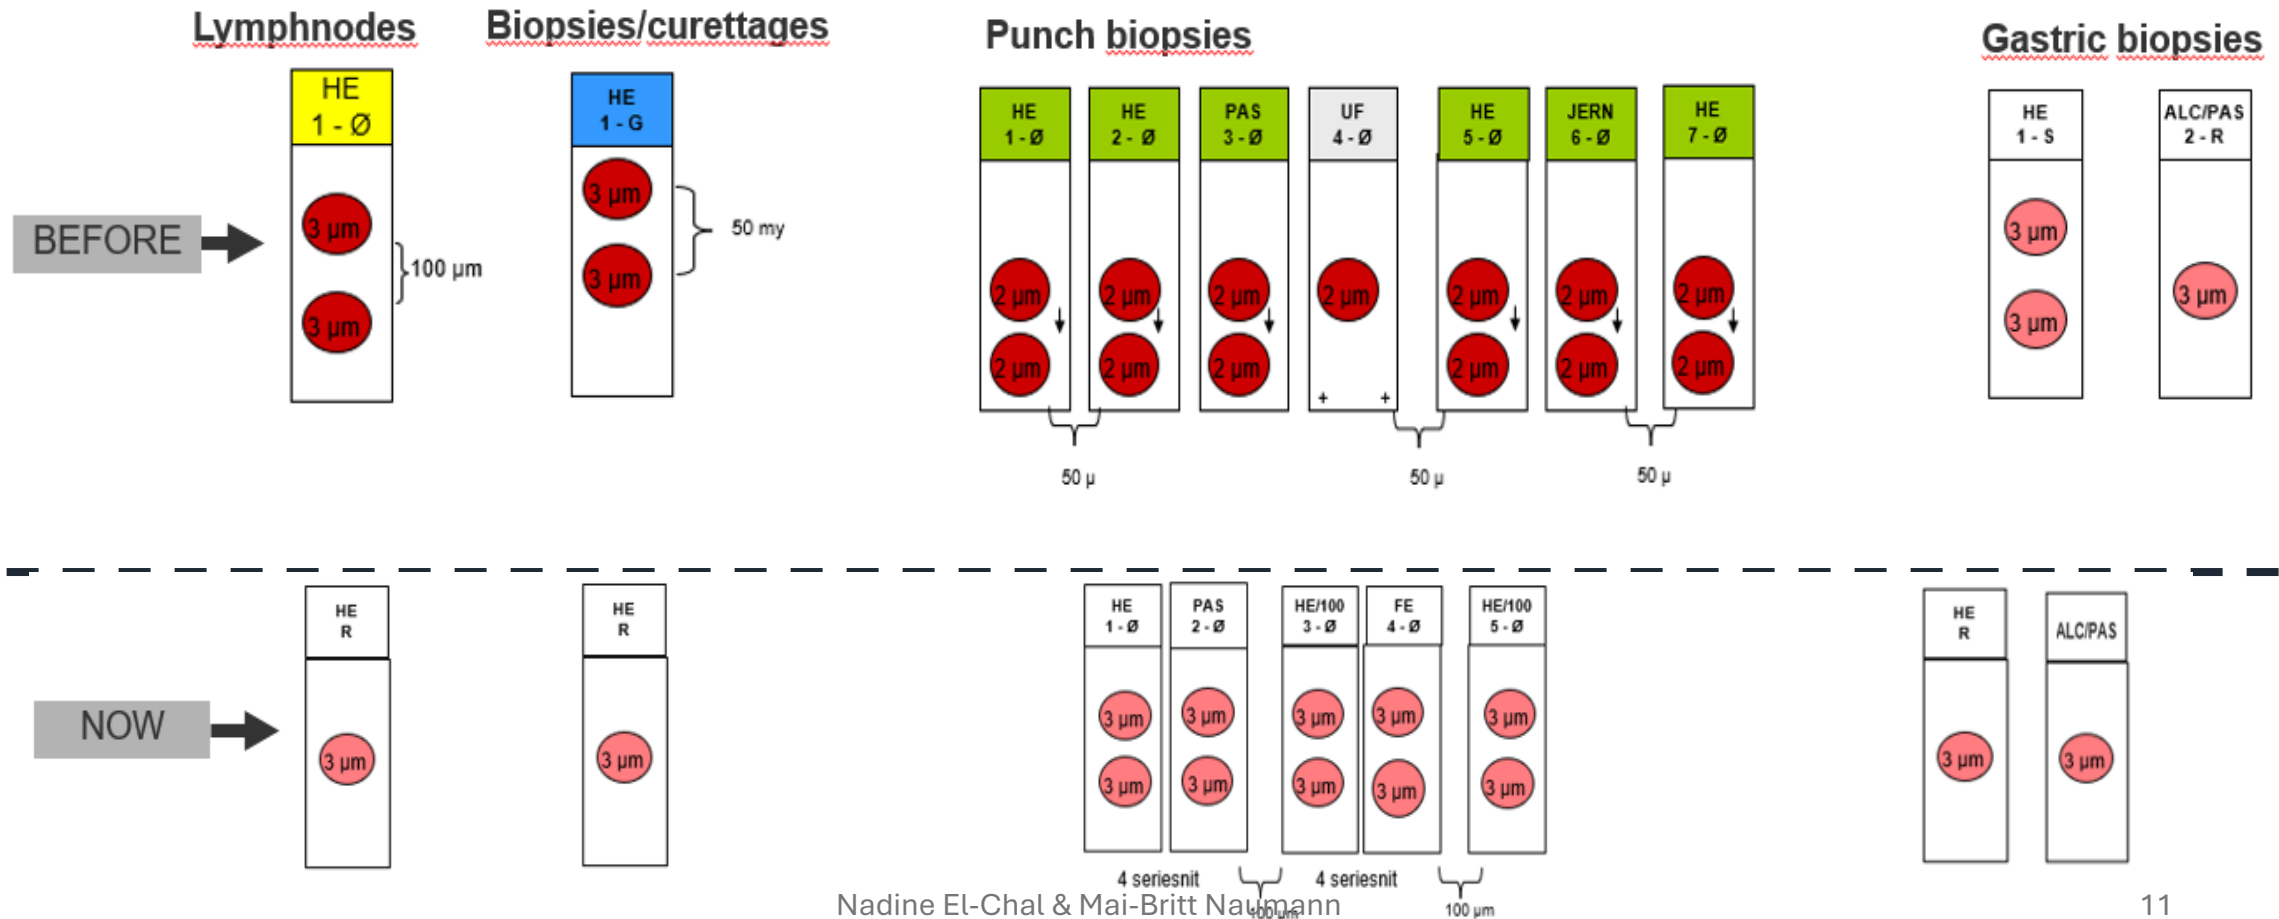 Lymphnodes
Biopsies/curettages
Punch biopsies
Gastric biopsies
BEFORE
HE
1 - Ø
3 µm
3 µm
100 µm
HE
1 - G
3 µm
3 µm
50 my
HE
1 - Ø
2 µm
2 µm
HE
2 - Ø
2 µm
2 µm
PAS
3 - Ø
2 µm
2 µm
UF
4 - Ø
2 µm
+ +
HE
5 - Ø
2 µm
2 µm
JERN
6 - Ø
2 µm
2 µm
HE
7 - Ø
2 µm
2 µm
50 µ
50 µ
50 µ
HE
1 - S
3 µm
3 µm
ALC/PAS
2 - R
3 µm
NOW
HE
R
3 µm
HE
R
3 µm
HE
1 - Ø
3 µm
3 µm
PAS
2 - Ø
3 µm
3 µm
HE/100
3 - Ø
3 µm
3 µm
FE
4 - Ø
3 µm
3 µm
HE/100
5 - Ø
3 µm
3 µm
4 seriesnit
100 µm
4 seriesnit
100 µm
HE
R
3 µm
ALC/PAS
3 µm
Nadine El-Chal & Mai-Britt Naumann
11